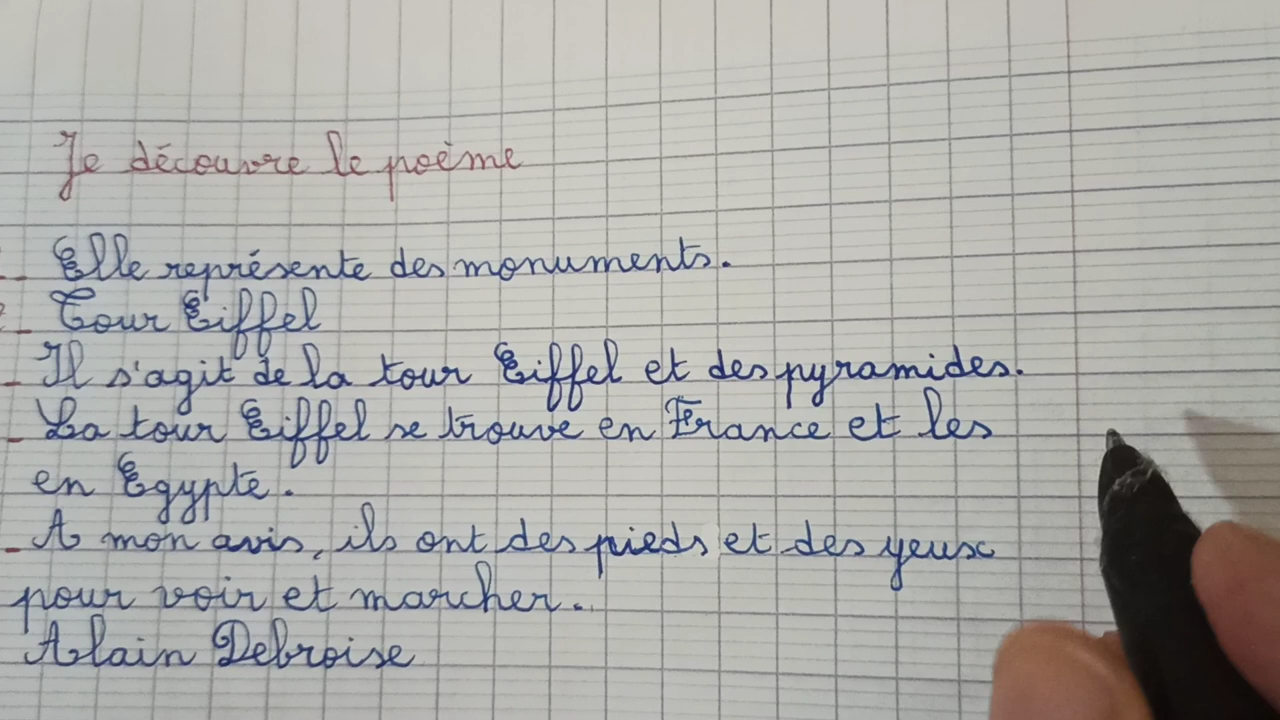 Je découvre le poème
_ Elle représente des monuments.
_ Tour Eiffel
_ Il s'agit de la tour Eiffel et des pyramides.
_ La tour Eiffel se trouve en France et les
en Egypte.
_ A mon avis, ils ont des pieds et des yeux
pour voir et marcher.
Alain Debroise